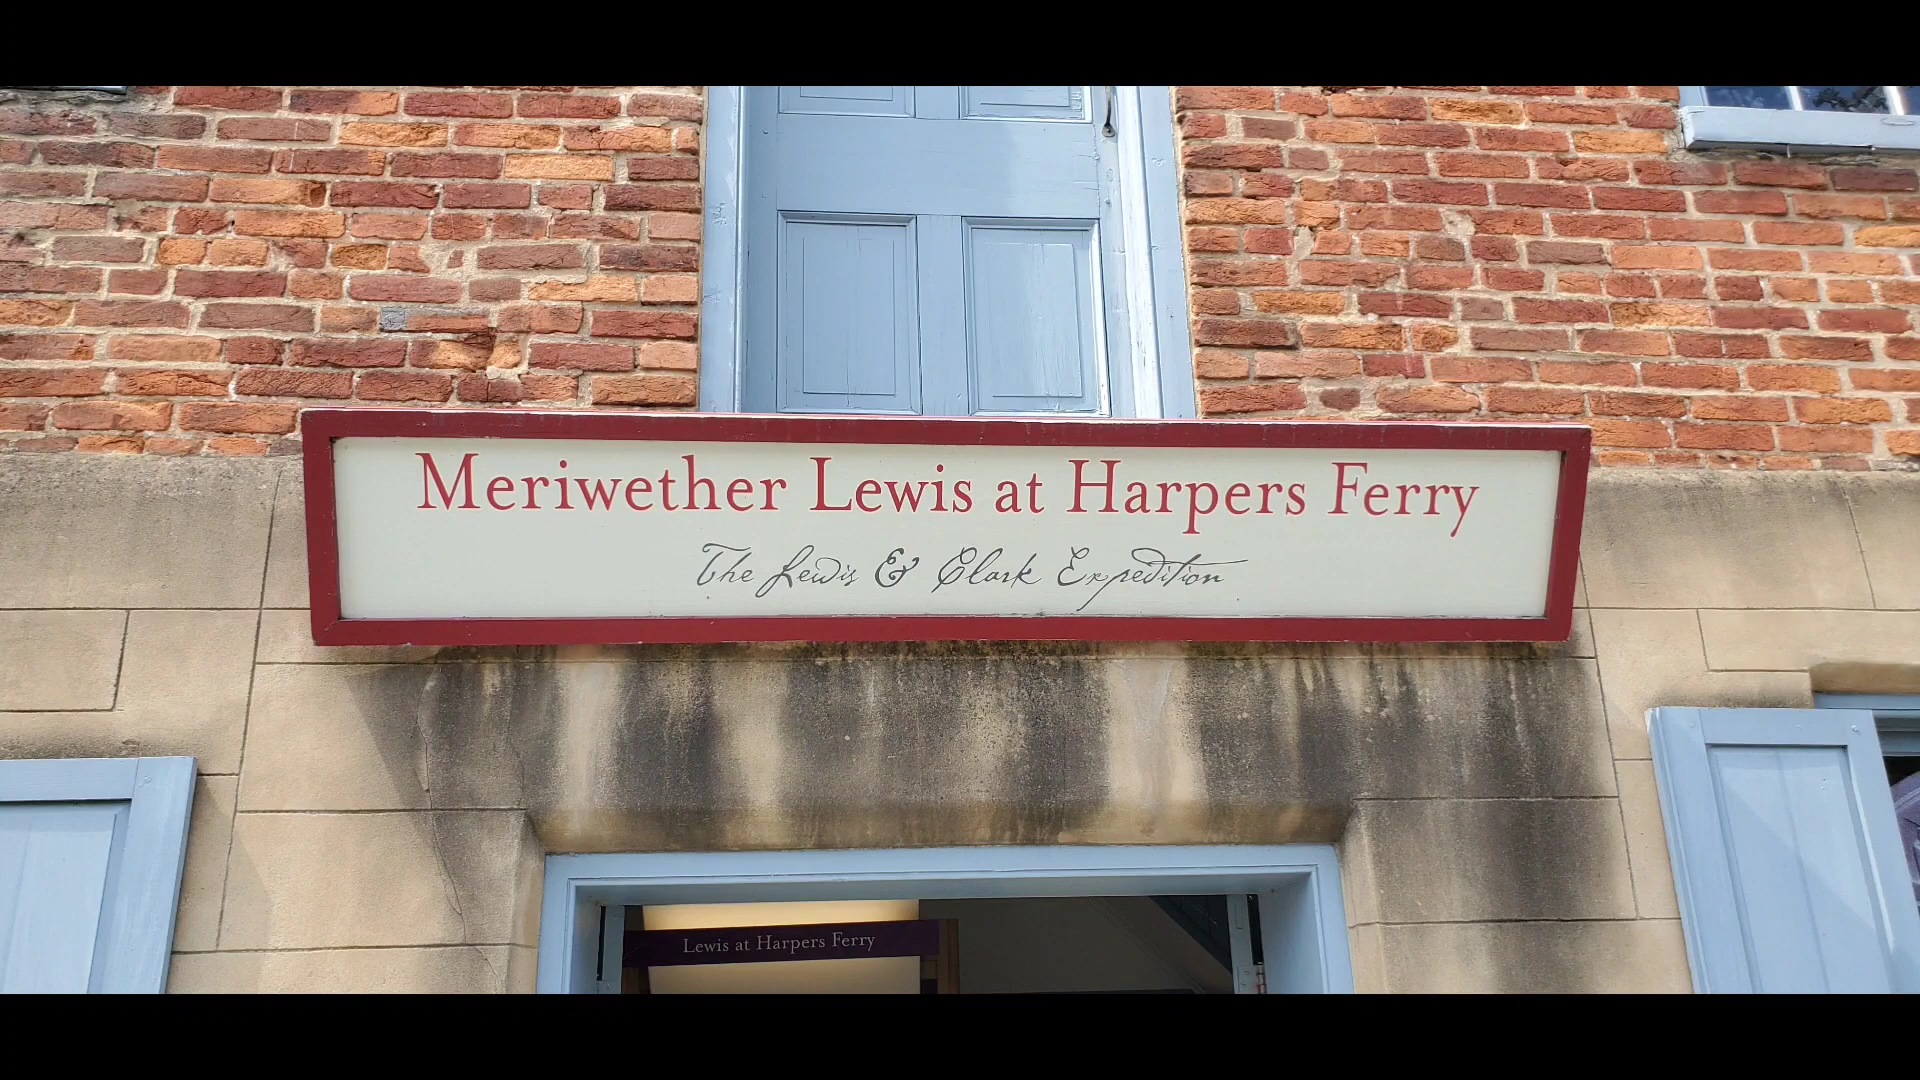 Meriwether Lewis at Harpers Ferry
The Lewis & Clark Expedition
Lewis at Harpers Ferry